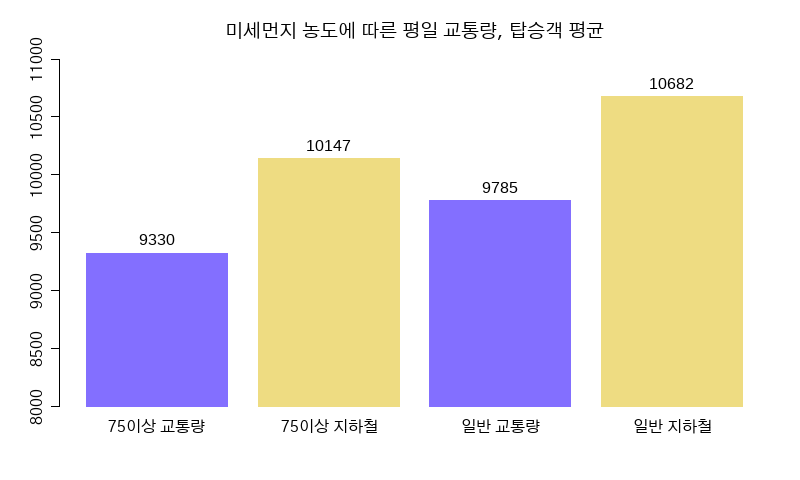 미세먼지 농도에 따른 평일 교통량, 탑승객 평균
11000
10500
10000
9500
9000
8500
8000
9330
10147
9785
10682
75이상 교통량
75이상 지하철
일반 교통량
일반 지하철